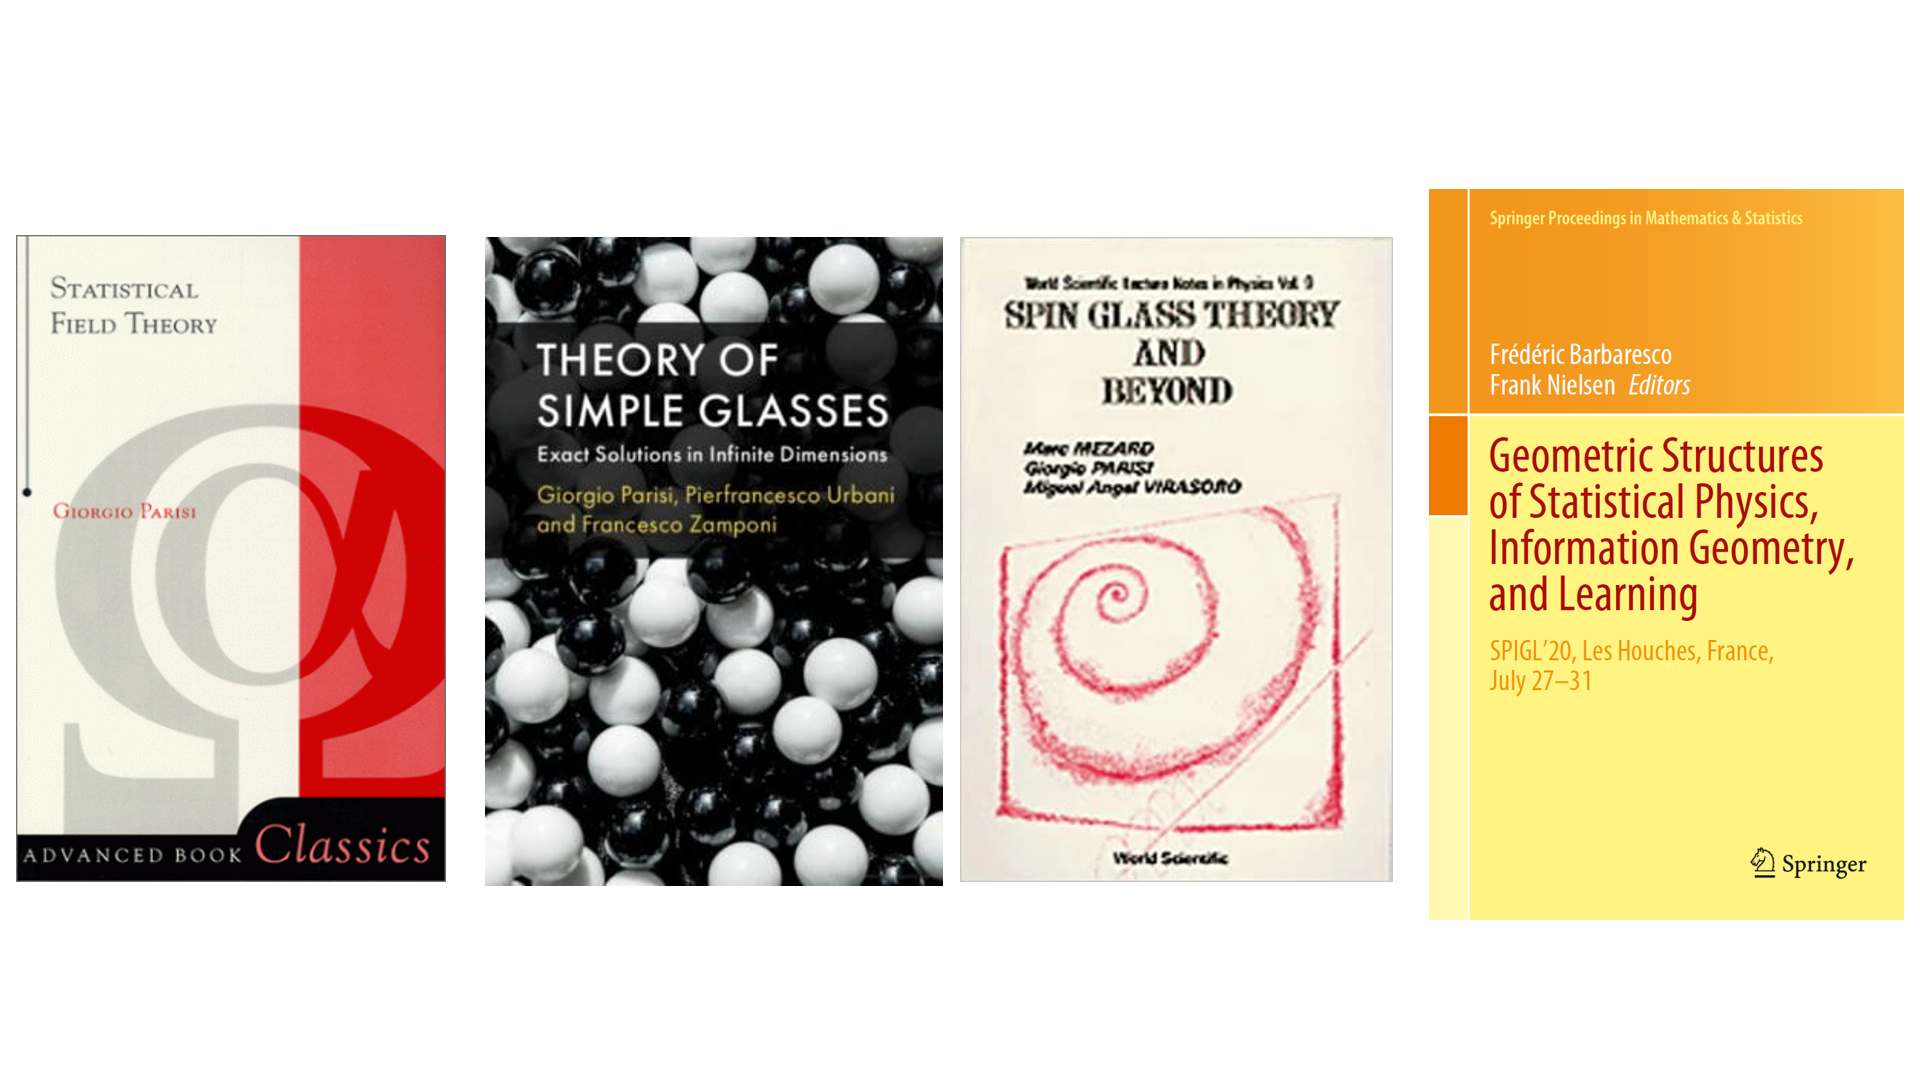 STATISTICAL
FIELD THEORY
GIORGIO PARISI
ADVANCED BOOK Classics
THEORY OF
SIMPLE GLASSES
Exact Solutions in Infinite Dimensions
Giorgio Parisi, Pierfrancesco Urbani
and Francesco Zamponi
World Scientific Lecture Notes in Physics Vol. 9
SPIN GLASS THEORY
AND
BEYOND
Marc MEZARD
Giorgio PARISI
Miguel Angel VIRASORO
World Scientific
Springer Proceedings in Mathematics & Statistics
Frédéric Barbaresco
Frank Nielsen Editors
Geometric Structures
of Statistical Physics,
Information Geometry,
and Learning
SPIGL'20, Les Houches, France,
July 27–31
Springer